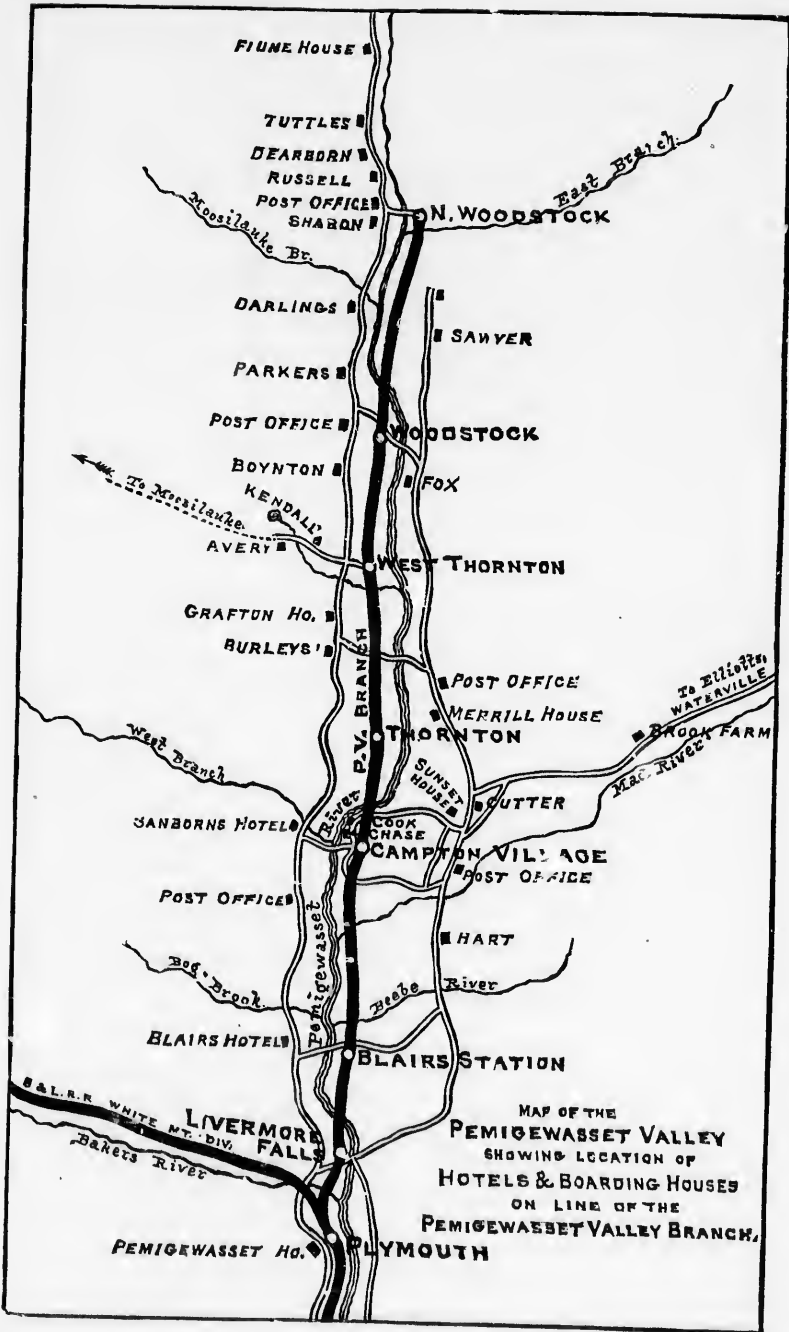 FIUME HOUSE
TUTTLES
DEARBORN
RUSSELL
POST OFFICE
SHARON
East Branch.
N. WOODSTOCK
Moosilauke Br.
DARLINGS
SAWYER
PARKERS
POST OFFICE
WOODSTOCK
BOYNTON
FOX
To Moosilauke.
KENDALL'
AVERY
WEST THORNTON
GRAFTON HO.
BURLEYS'
P.V. BRANCH
POST OFFICE
To Elliotts,
WATERVILLE
MERRILL HOUSE
BROOK FARM
THORNTON
Mad River
West Branch
SUNSET
HOUSE
CUTTER
River
SANBORNS HOTEL
COOK
CHASE
CAMPTON VILLAGE
POST OFFICE
POST OFFICE
Pemigewasset
HART
Bog Brook.
Beebe River
BLAIRS HOTEL
BLAIRS STATION
B & L.R.R WHITE MT. DIV.
Bakers River
LIVERMORE
FALLS
MAP OF THE
PEMIGEWASSET VALLEY
SHOWING LOCATION OF
HOTELS & BOARDING HOUSES
ON LINE OF THE
PEMIGEWASSET VALLEY BRANCH.
PEMIGEWASSET HO.
PLYMOUTH